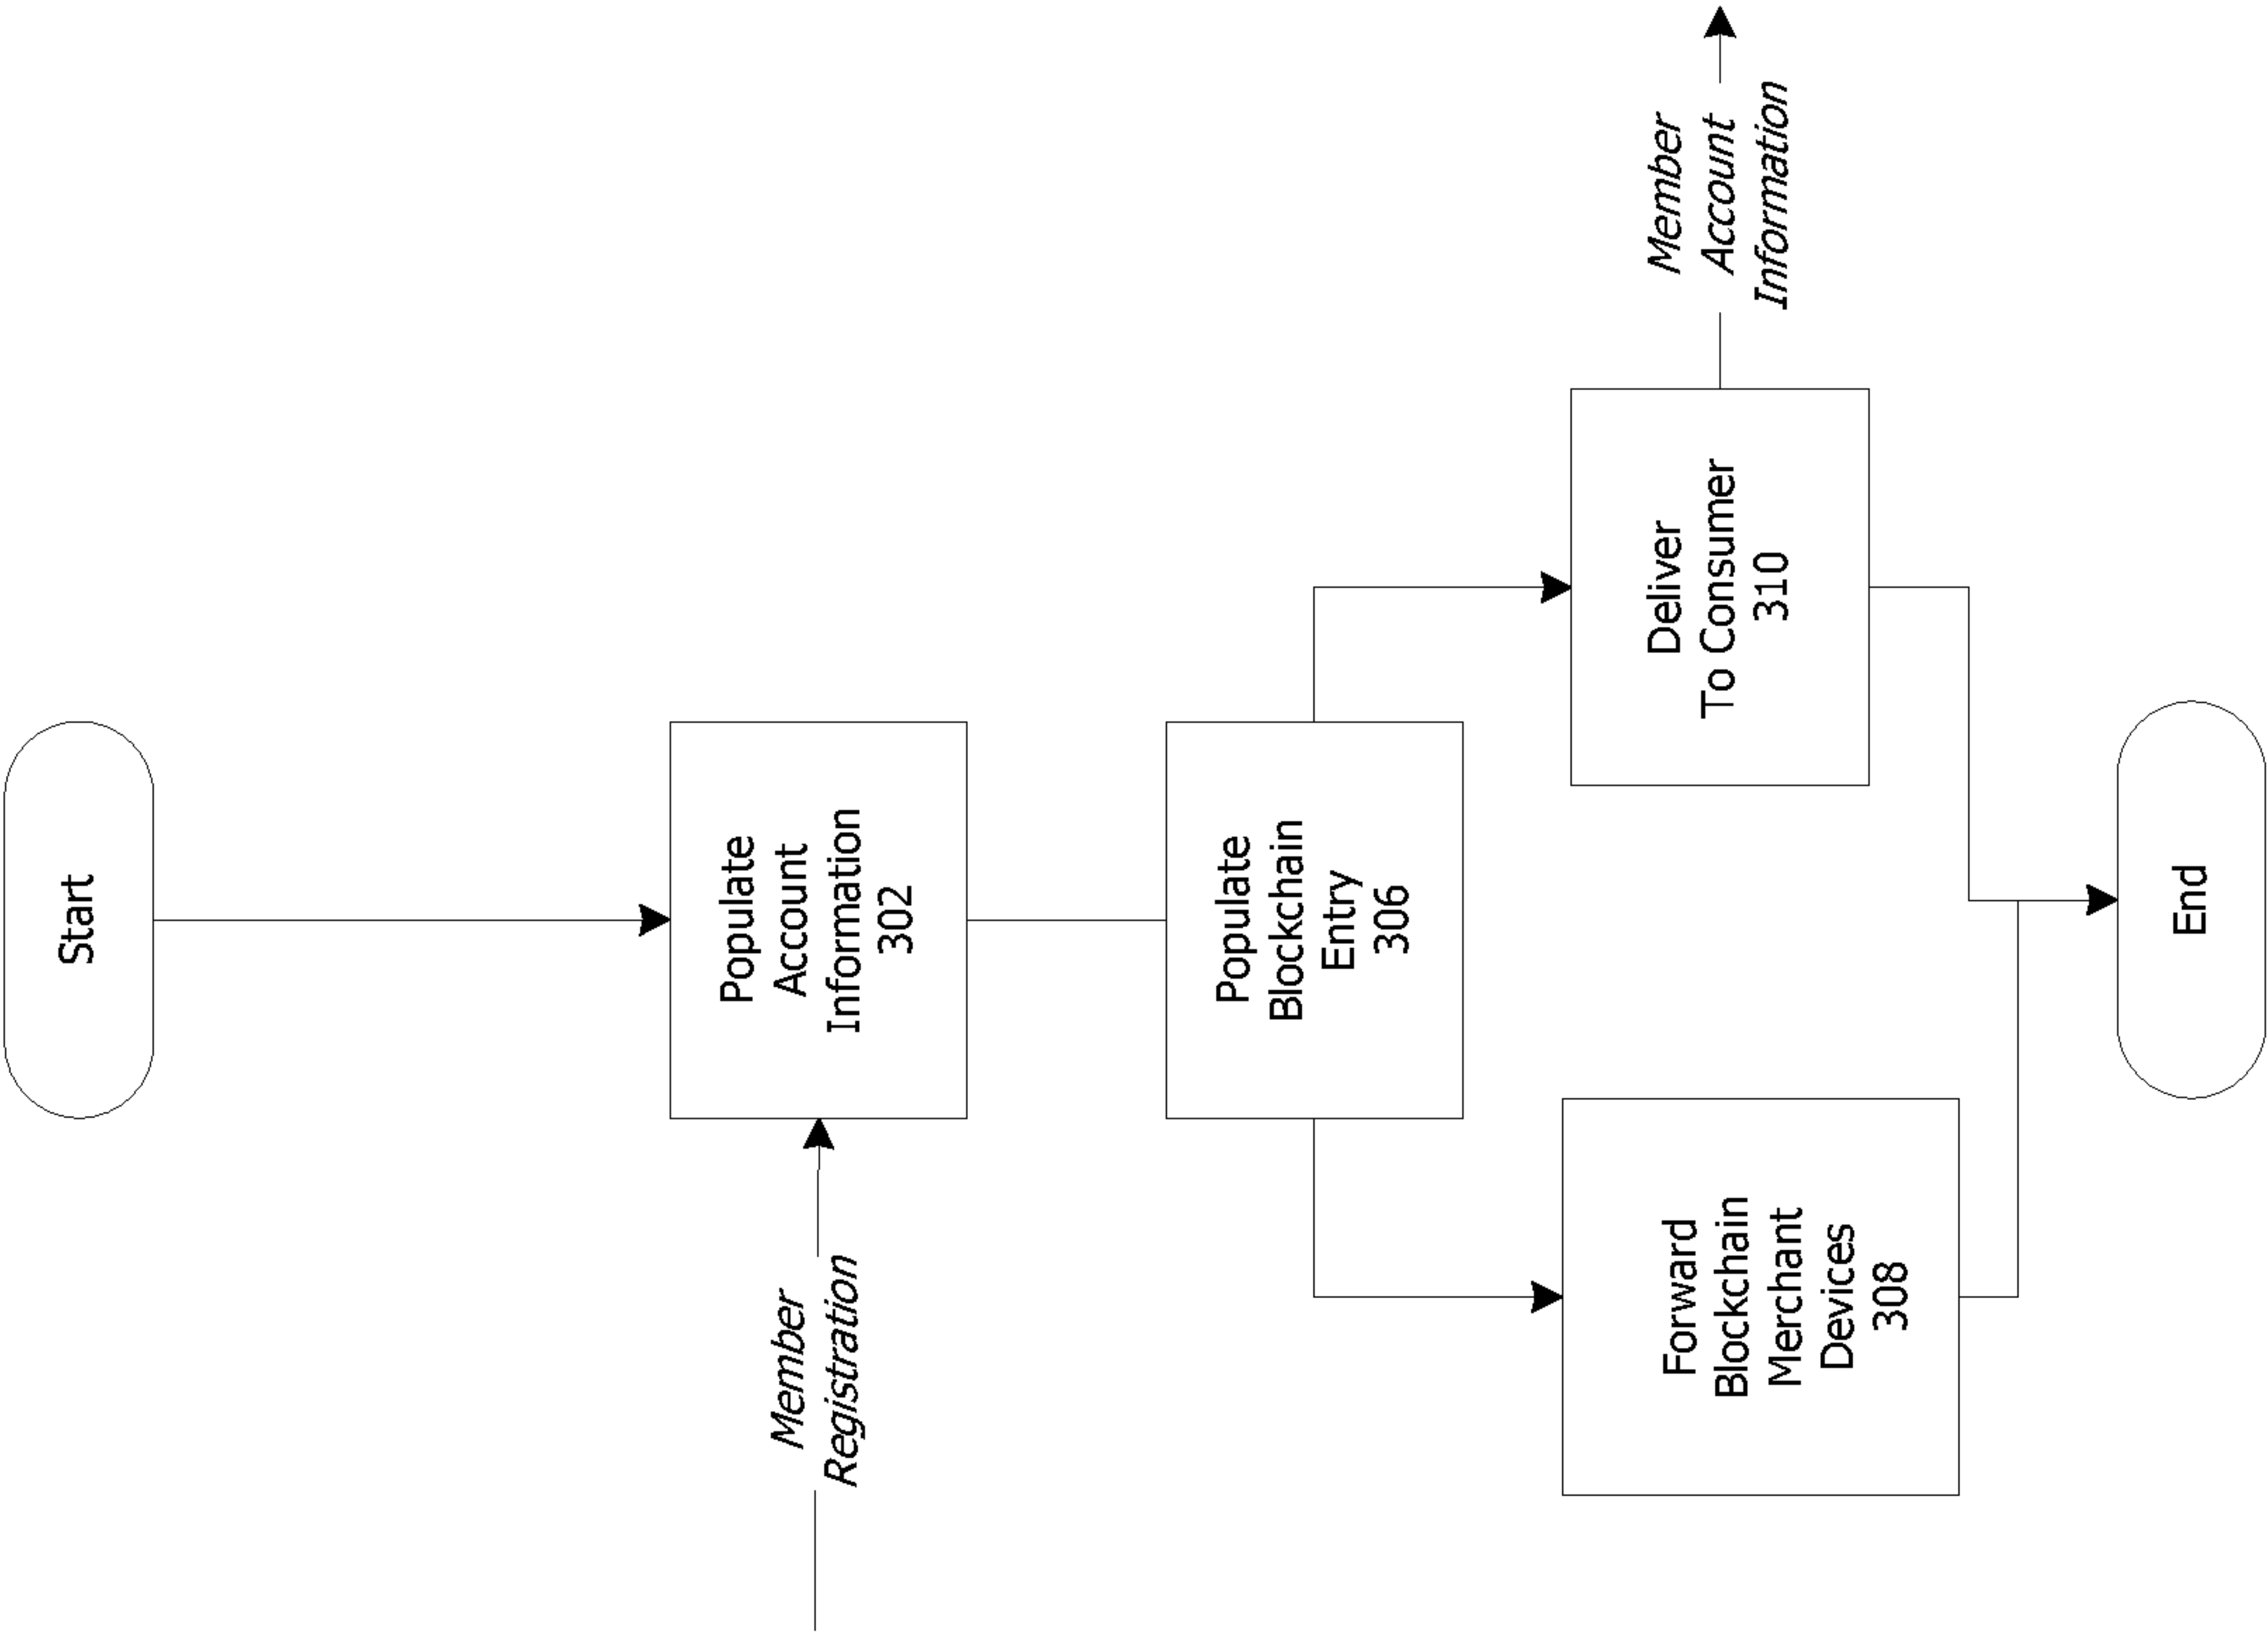 Start
Member
Registration
Populate
Account
Information
302
Populate
Blockchain
Entry
306
Forward
Blockchain
Merchant
Devices
308
Deliver
To Consumer
310
Member
Account
Information
End